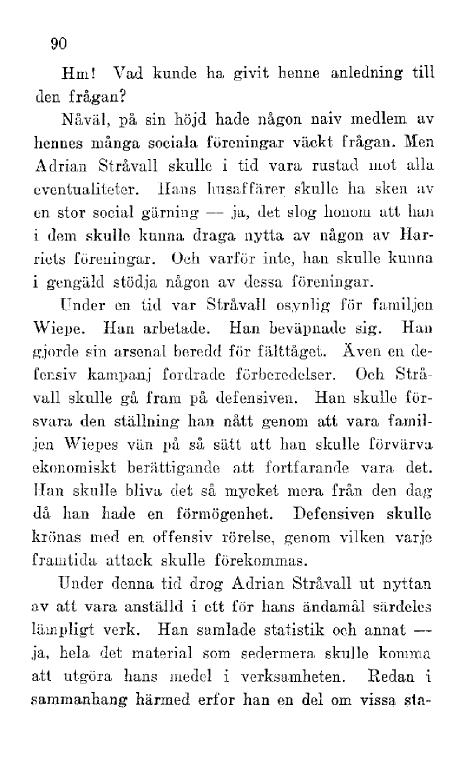 90
Hm! Vad kunde ha givit henne anledning till
den frågan?
Nåväl, på sin höjd hade någon naiv medlem av
hennes många sociala föreningar väckt frågan. Men
Adrian Stråvall skulle i tid vara rustad mot alla
eventualiteter. Hans husaffärer skulle ha sken av
en stor social gärning — ja, det slog honom att han
i dem skulle kunna draga nytta av någon av Har-
riets föreningar. Och varför inte, han skulle kunna
i gengäld stödja någon av dessa föreningar.
Under en tid var Stråvall osynlig för familjen
Wiepe. Han arbetade. Han beväpnade sig. Han
gjorde sin arsenal beredd för fälttåget. Även en de-
fensiv kampanj fordrade förberedelser. Och Strå-
vall skulle gå fram på defensiven. Han skulle för-
svara den ställning han nått genom att vara famil-
jen Wiepes vän på så sätt att han skulle förvärva
ekonomiskt berättigande att fortfarande vara det.
Han skulle bliva det så mycket mera från den dag
då han hade en förmögenhet. Defensiven skulle
krönas med en offensiv rörelse, genom vilken varje
framtida attack skulle förekommas.
Under denna tid drog Adrian Stråvall ut nyttan
av att vara anställd i ett för hans ändamål särdeles
lämpligt verk. Han samlade statistik och annat —
ja, hela det material som sedermera skulle komma
att utgöra hans medel i verksamheten. Redan i
sammanhang härmed erfor han en del om vissa sta-